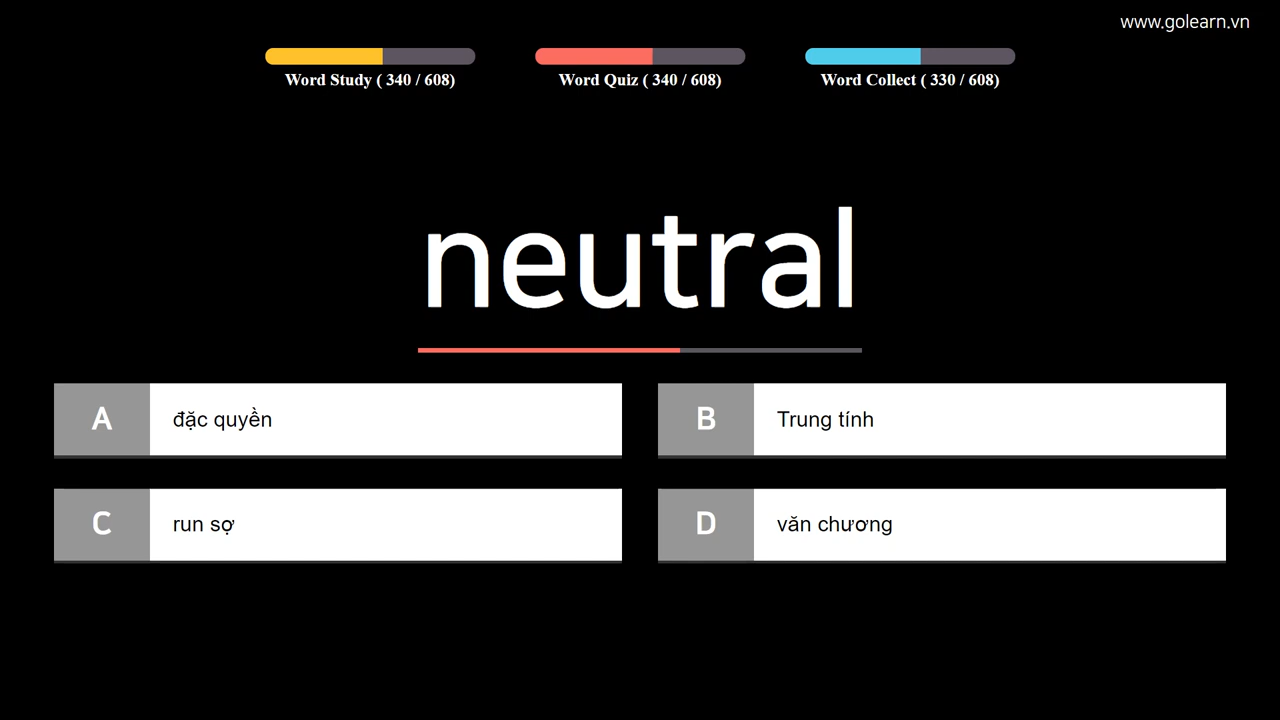 www.golearn.vn
Word Study ( 340 / 608)
Word Quiz ( 340 / 608)
Word Collect ( 330 / 608)
neutral
A đặc quyền
B Trung tính
C run sợ
D văn chương